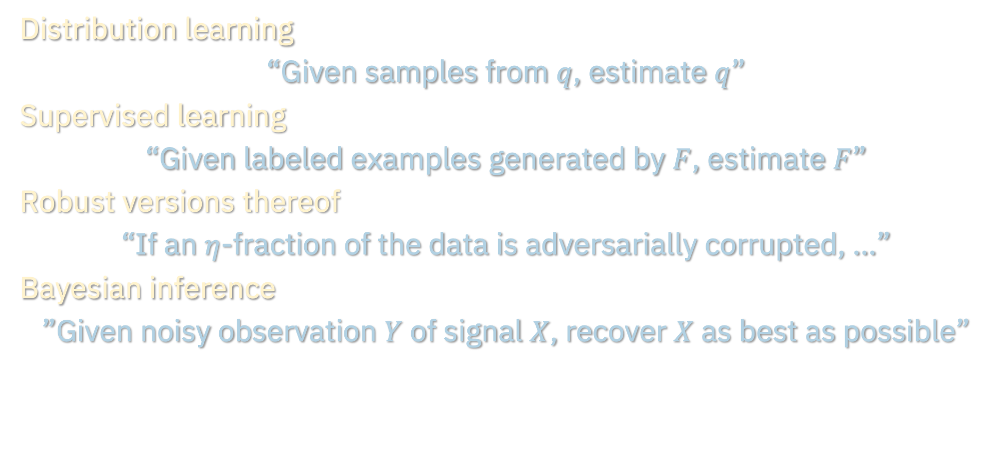 Distribution learning
“Given samples from q, estimate q”
Supervised learning
“Given labeled examples generated by F, estimate F”
Robust versions thereof
“If an η-fraction of the data is adversarially corrupted, ...”
Bayesian inference
”Given noisy observation Y of signal X, recover X as best as possible”